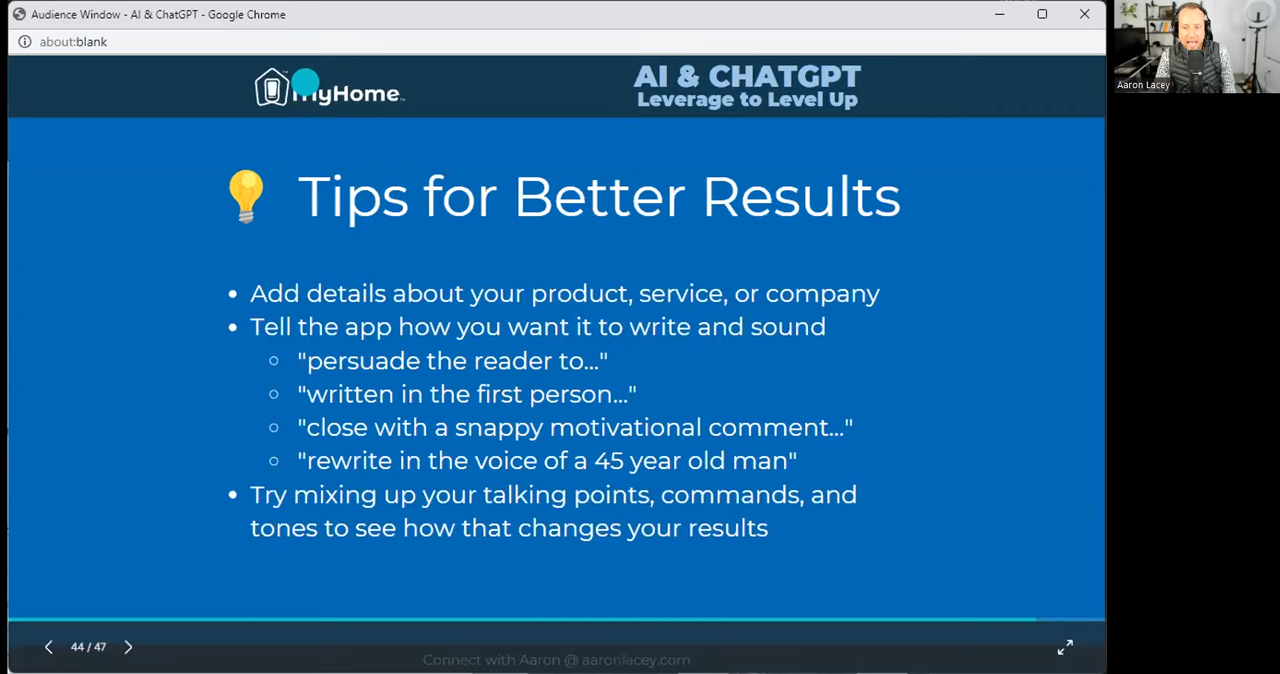 Audience Window - AI & ChatGPT - Google Chrome
about:blank
myHome
AI & CHATGPT
Leverage to Level Up
Aaron Lacey
Tips for Better Results
Add details about your product, service, or company
Tell the app how you want it to write and sound
"persuade the reader to..."
"written in the first person..."
"close with a snappy motivational comment..."
"rewrite in the voice of a 45 year old man"
Try mixing up your talking points, commands, and
tones to see how that changes your results
44 / 47
Connect with Aaron @ aaronlacey.com